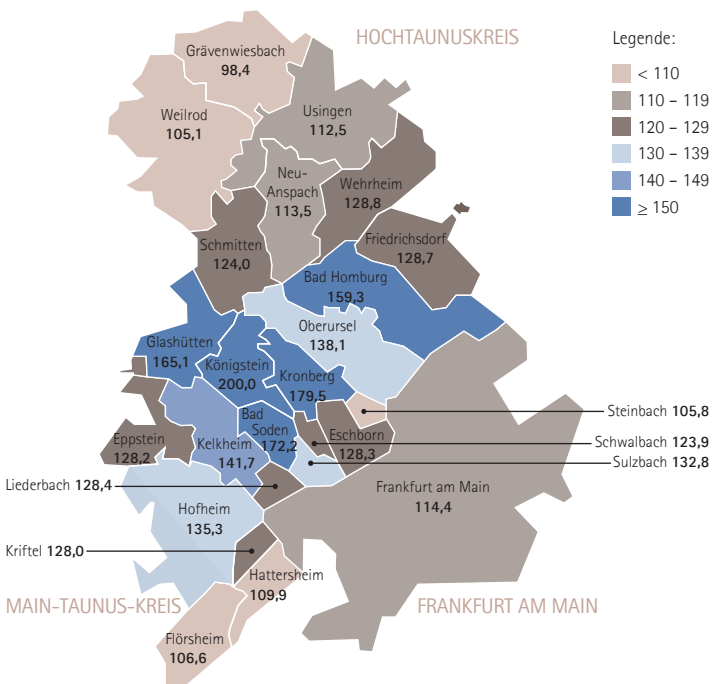 HOCHTAUNUSKREIS
Legende:
< 110
110 – 119
120 – 129
130 – 139
140 – 149
≥ 150
Grävenwiesbach
98,4
Weilrod
105,1
Usingen
112,5
Neu-
Anspach
113,5
Wehrheim
128,8
Schmitten
124,0
Friedrichsdorf
128,7
Bad Homburg
159,3
Oberursel
138,1
Glashütten
165,1
Königstein
200,0
Kronberg
179,5
Steinbach 105,8
Bad
Soden
172,2
Eschborn
128,3
Schwalbach 123,9
Eppstein
128,2
Kelkheim
141,7
Sulzbach 132,8
Liederbach 128,4
Frankfurt am Main
114,4
Hofheim
135,3
Kriftel 128,0
Hattersheim
109,9
MAIN-TAUNUS-KREIS
FRANKFURT AM MAIN
Flörsheim
106,6